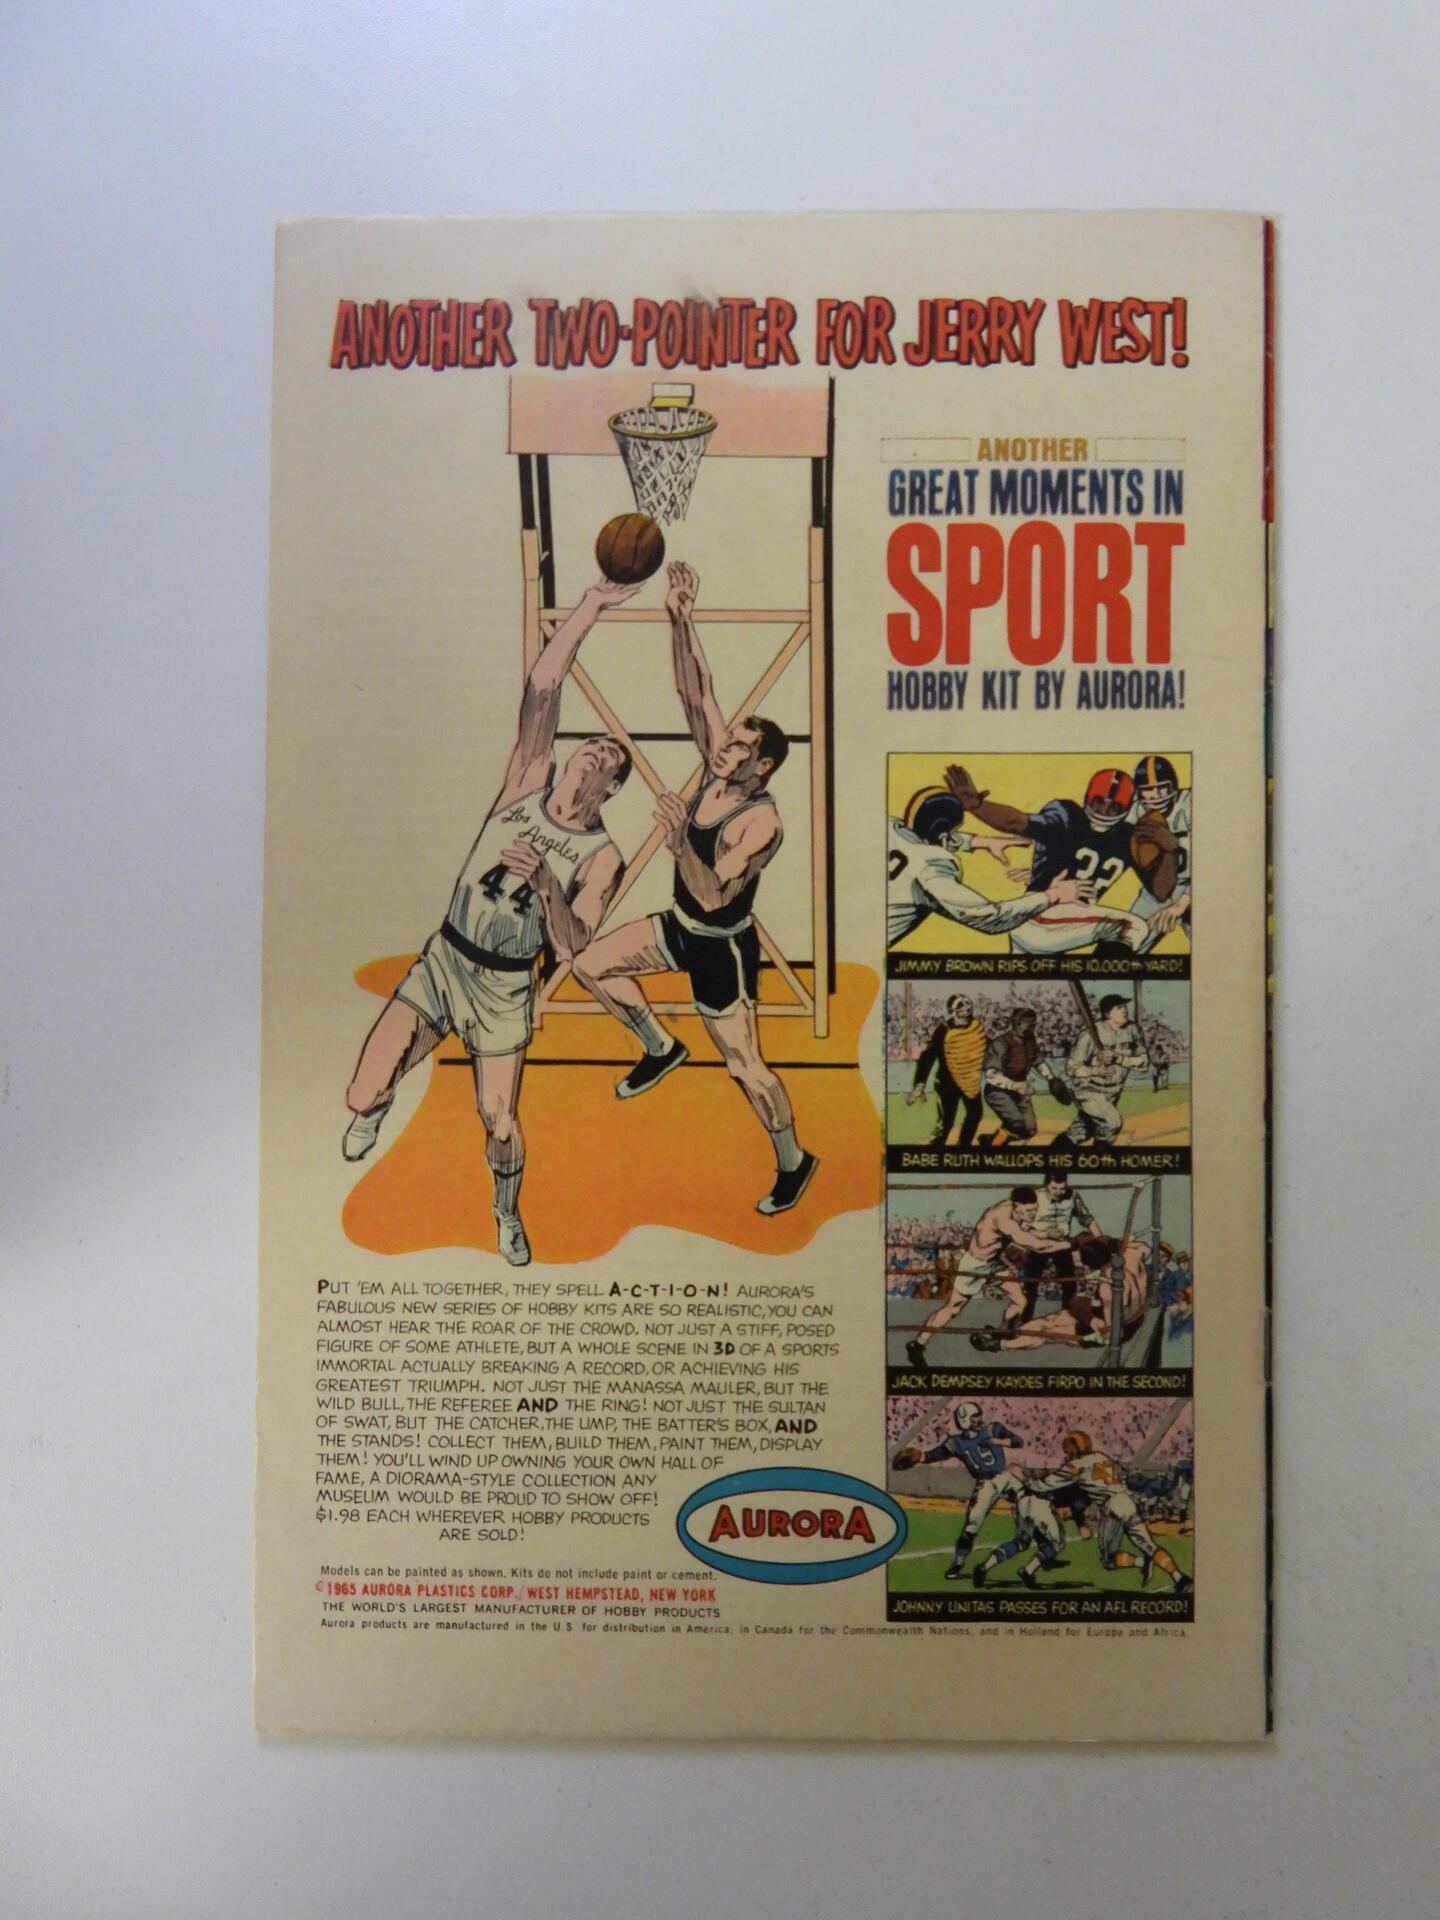 ANOTHER TWO-POINTER FOR JERRY WEST!
ANOTHER
GREAT MOMENTS IN
SPORT
HOBBY KIT BY AURORA!
Los
Angeles
44
32
JIMMY BROWN RIPS OFF HIS 10,000th YARD!
BABE RUTH WALLOPS HIS 60th HOMER!
JACK DEMPSEY KAYOES FIRPO IN THE SECOND!
JOHNNY UNITAS PASSES FOR AN AFL RECORD!
PUT 'EM ALL TOGETHER, THEY SPELL A-C-T-I-O-N! AURORA'S
FABULOUS NEW SERIES OF HOBBY KITS ARE SO REALISTIC, YOU CAN
ALMOST HEAR THE ROAR OF THE CROWD. NOT JUST A STIFF, POSED
FIGURE OF SOME ATHLETE, BUT A WHOLE SCENE IN 3D OF A SPORTS
IMMORTAL ACTUALLY BREAKING A RECORD, OR ACHIEVING HIS
GREATEST TRIUMPH. NOT JUST THE MANASSA MAULER, BUT THE
WILD BULL, THE REFEREE AND THE RING! NOT JUST THE SULTAN
OF SWAT, BUT THE CATCHER, THE UMP, THE BATTER'S BOX, AND
THE STANDS! COLLECT THEM, BUILD THEM, PAINT THEM, DISPLAY
THEM! YOU'LL WIND UP OWNING YOUR OWN HALL OF
FAME, A DIORAMA-STYLE COLLECTION ANY
MUSEUM WOULD BE PROUD TO SHOW OFF!
$1.98 EACH WHEREVER HOBBY PRODUCTS
ARE SOLD!
AURORA
Models can be painted as shown. Kits do not include paint or cement.
©1965 AURORA PLASTICS CORP., WEST HEMPSTEAD, NEW YORK
THE WORLD'S LARGEST MANUFACTURER OF HOBBY PRODUCTS
Aurora products are manufactured in the U.S. for distribution in America; in Canada for the Commonwealth Nations; and in Holland for Europe and Africa.